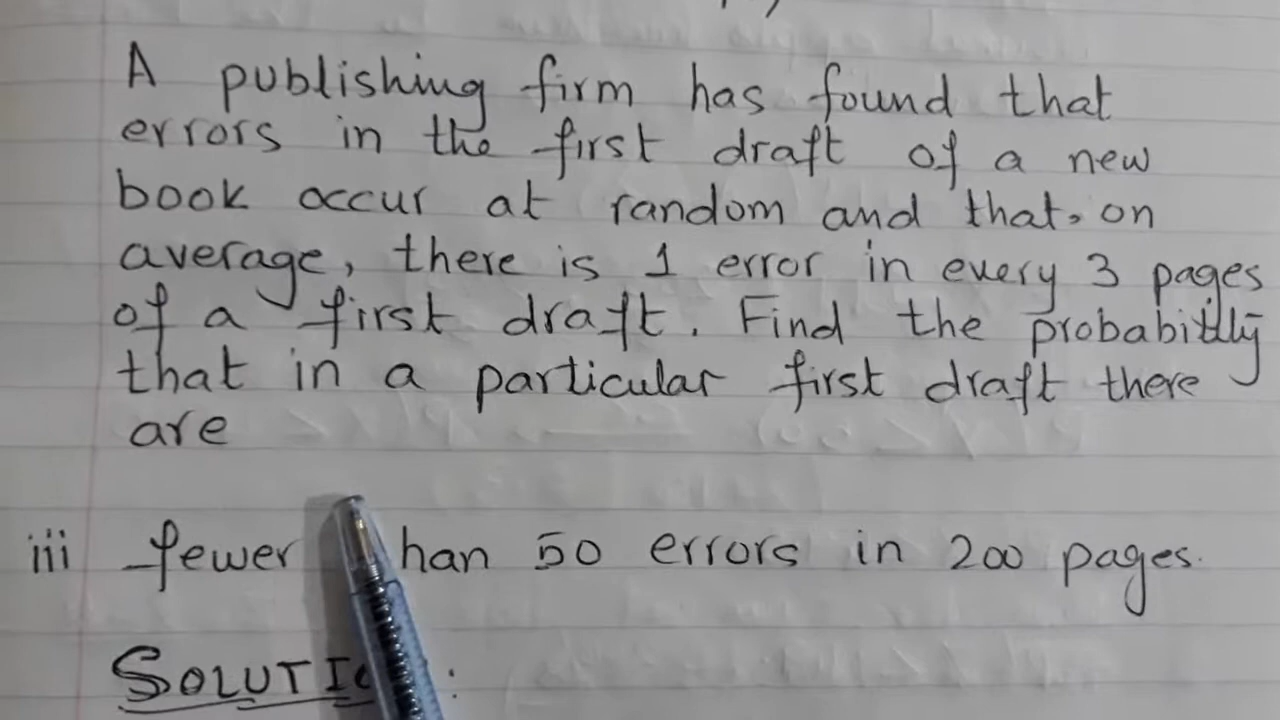 A publishing firm has found that
errors in the first draft of a new
book occur at random and that, on
average, there is 1 error in every 3 pages
of a first draft. Find the probability
that in a particular first draft there
are
iii fewer han 50 errors in 200 pages.